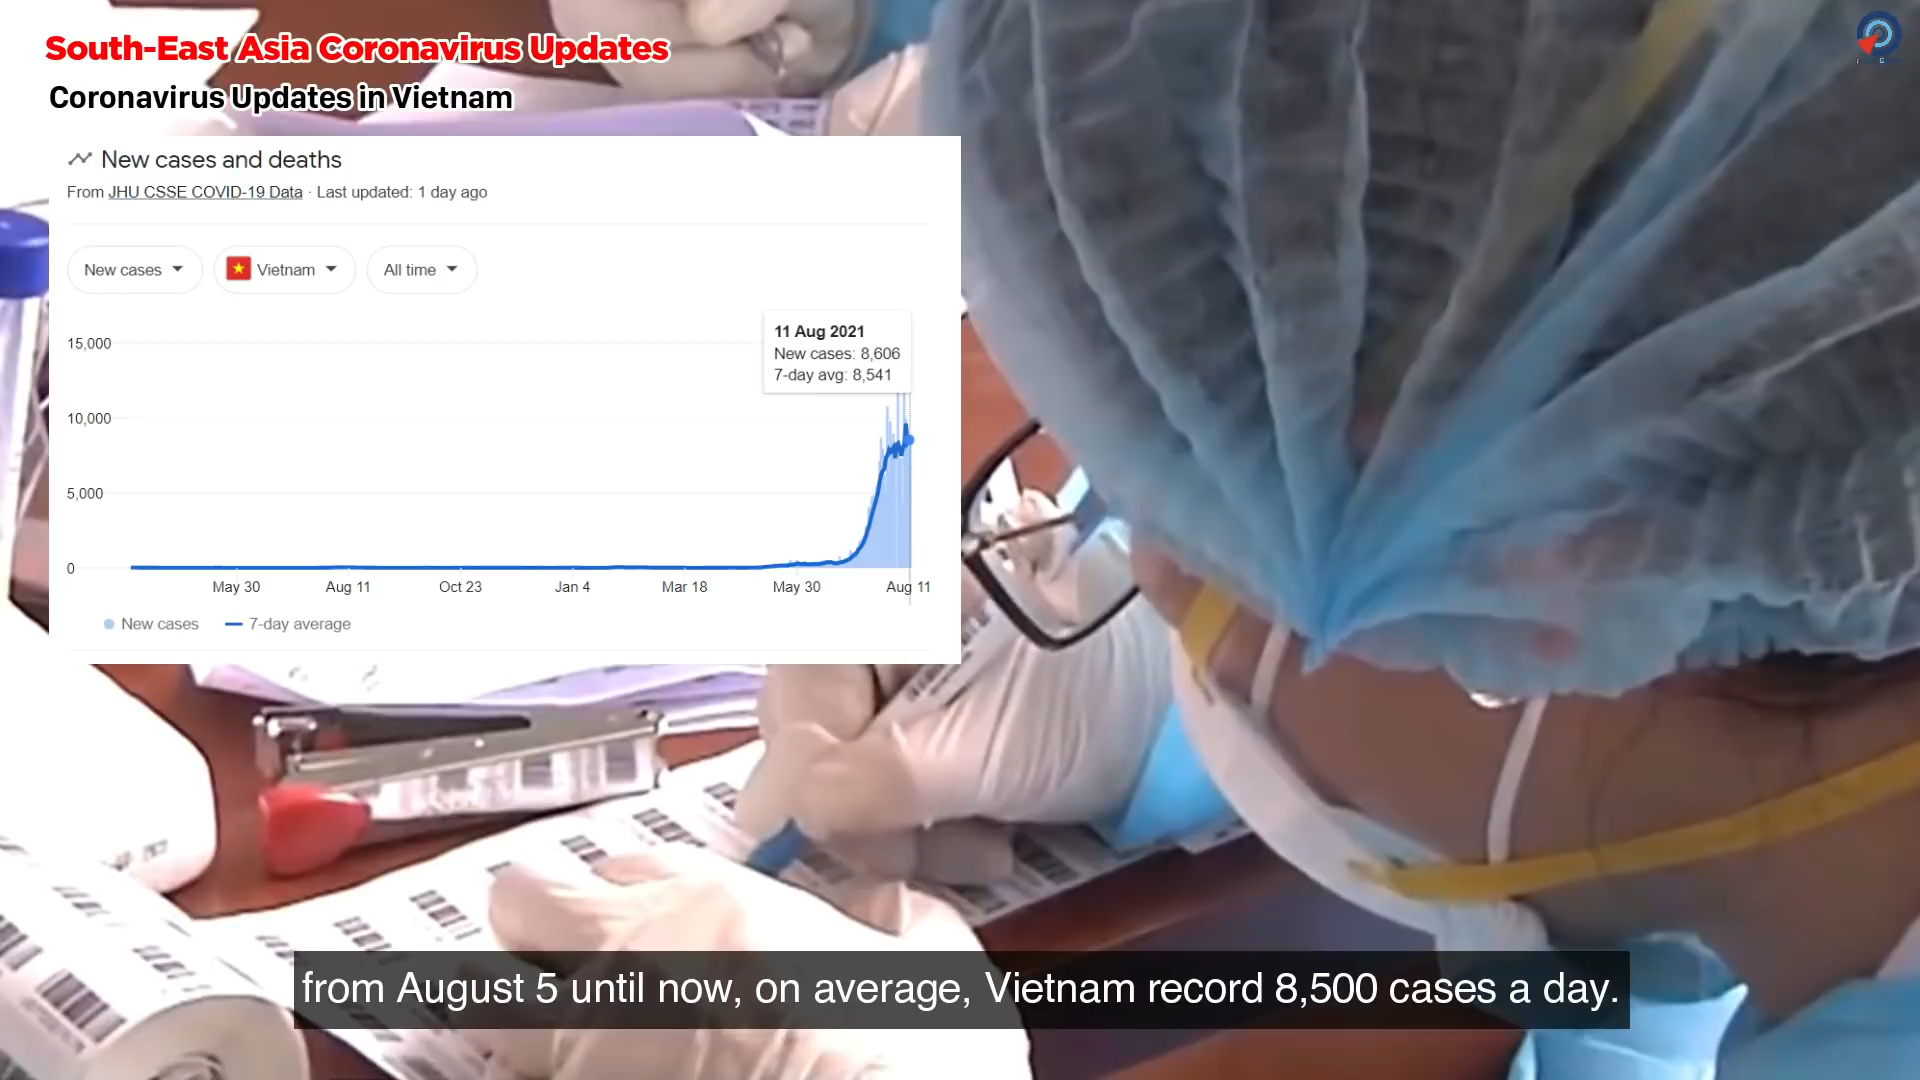 South-East Asia Coronavirus Updates
Coronavirus Updates in Vietnam
New cases and deaths
From JHU CSSE COVID-19 Data · Last updated: 1 day ago
New cases
Vietnam
All time
11 Aug 2021
New cases: 8,606
7-day avg: 8,541
15,000
10,000
5,000
0
May 30
Aug 11
Oct 23
Jan 4
Mar 18
May 30
Aug 11
New cases
7-day average
from August 5 until now, on average, Vietnam record 8,500 cases a day.